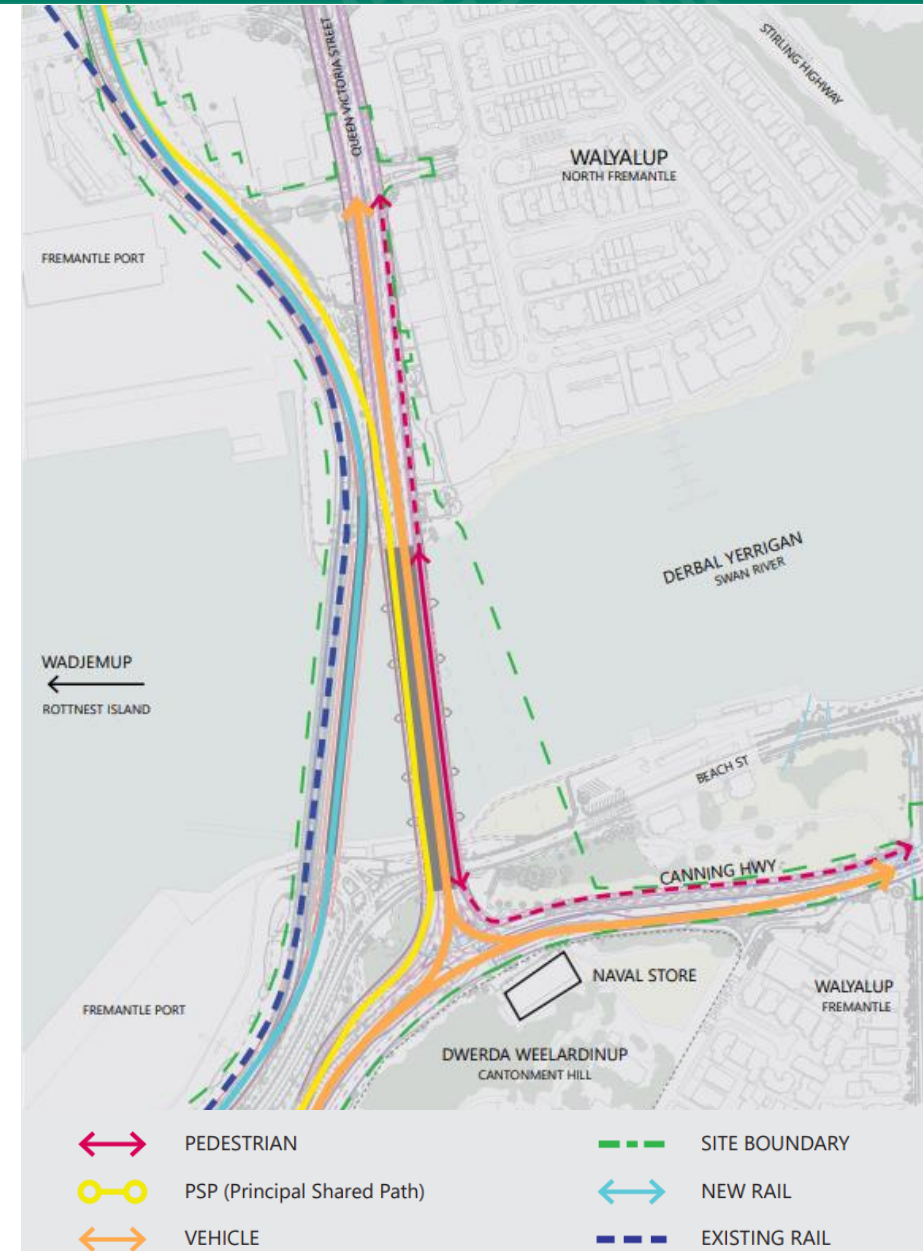 QUEEN VICTORIA STREET
STIRLING HIGHWAY
WALYALUP
NORTH FREMANTLE
FREMANTLE PORT
DERBAL YERRIGAN
SWAN RIVER
WADJEMUP
ROTTNEST ISLAND
BEACH ST
CANNING HWY
NAVAL STORE
WALYALUP
FREMANTLE
FREMANTLE PORT
DWERDA WEELARDINUP
CANTONMENT HILL
PEDESTRIAN
SITE BOUNDARY
PSP (Principal Shared Path)
NEW RAIL
VEHICLE
EXISTING RAIL